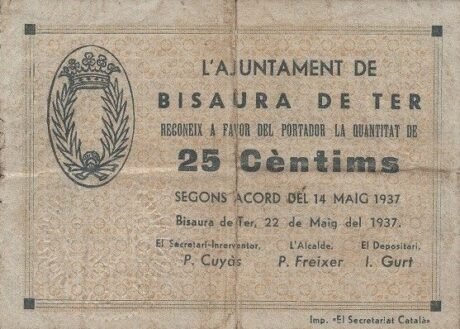 L'AJUNTAMENT DE
BISAURA DE TER
RECONEIX A FAVOR DEL PORTADOR LA QUANTITAT DE
25 Cèntims
SEGONS ACORD DEL 14 MAIG 1937
Bisaura de Ter, 22 de Maig del 1937.
El Secretari-Interventor, L'Alcalde, El Depositari,
P. Cuyàs P. Freixer I. Gurt
Imp. «El Secretariat Català»